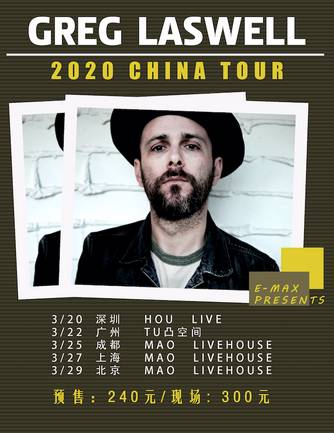 GREG LASWELL
2020 CHINA TOUR
E-MAX
PRESENTS
3/20 深圳 HOU LIVE
3/22 广州 TU凸空间
3/25 成都 MAO LIVEHOUSE
3/27 上海 MAO LIVEHOUSE
3/29 北京 MAO LIVEHOUSE
预售：240元/现场：300元